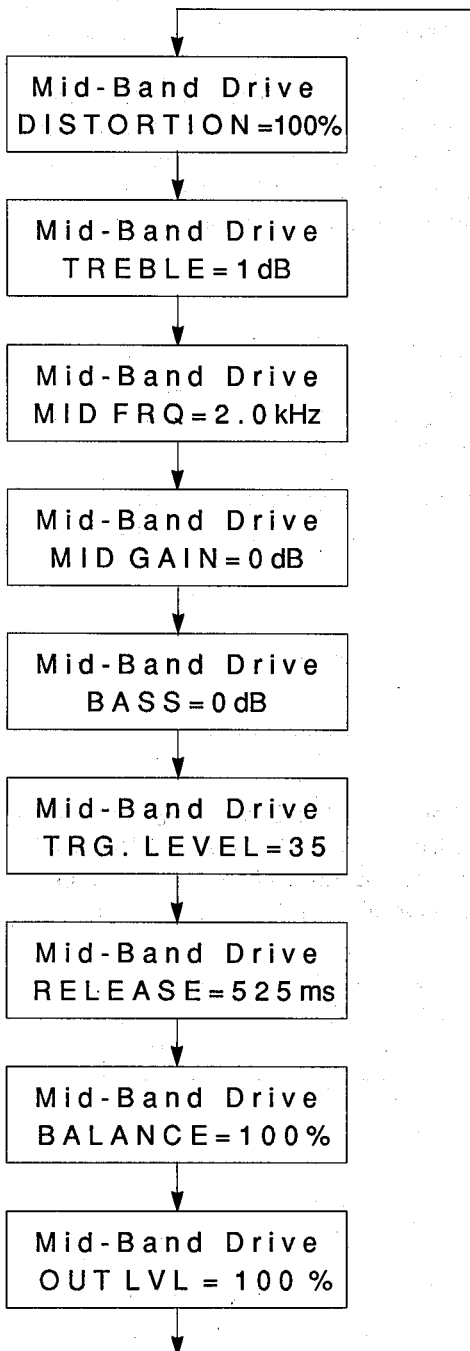 Mid-Band Drive
DISTORTION=100%
Mid-Band Drive
TREBLE=1dB
Mid-Band Drive
MID FRQ=2.0kHz
Mid-Band Drive
MID GAIN=0dB
Mid-Band Drive
BASS=0dB
Mid-Band Drive
TRG. LEVEL=35
Mid-Band Drive
RELEASE=525ms
Mid-Band Drive
BALANCE=100%
Mid-Band Drive
OUT LVL = 100 %